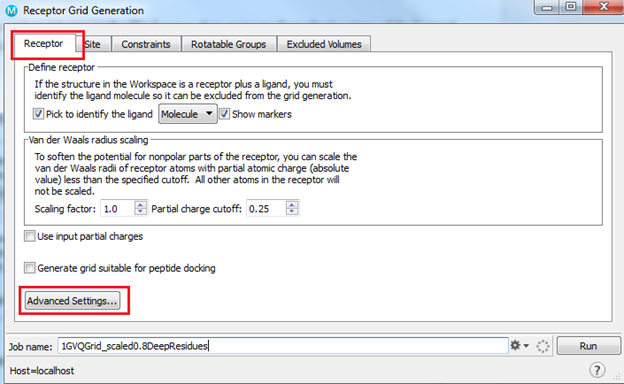 Receptor Grid Generation
Receptor Site Constraints Rotatable Groups Excluded Volumes
Define receptor
If the structure in the Workspace is a receptor plus a ligand, you must
identify the ligand molecule so it can be excluded from the grid generation.
Pick to identify the ligand Molecule Show markers
Van der Waals radius scaling
To soften the potential for nonpolar parts of the receptor, you can scale the
van der Waals radii of receptor atoms with partial atomic charge (absolute
value) less than the specified cutoff. All other atoms in the receptor will
not be scaled.
Scaling factor: 1.0 Partial charge cutoff: 0.25
Use input partial charges
Generate grid suitable for peptide docking
Advanced Settings...
Job name: 1GVQGrid_scaled0.8DeepResidues Run
Host=localhost ?